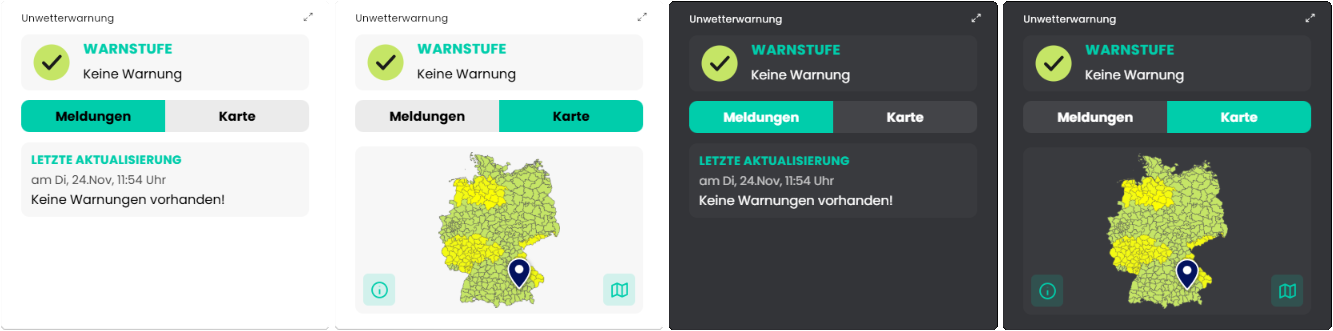 Unwetterwarnung
WARNSTUFE
Keine Warnung
Meldungen Karte
LETZTE AKTUALISIERUNG
am Di, 24.Nov, 11:54 Uhr
Keine Warnungen vorhanden!
Unwetterwarnung
WARNSTUFE
Keine Warnung
Meldungen Karte
Unwetterwarnung
WARNSTUFE
Keine Warnung
Meldungen Karte
LETZTE AKTUALISIERUNG
am Di, 24.Nov, 11:54 Uhr
Keine Warnungen vorhanden!
Unwetterwarnung
WARNSTUFE
Keine Warnung
Meldungen Karte